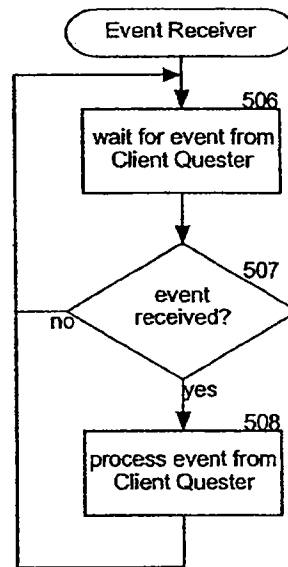 Event Receiver
506
wait for event from
Client Quester
507
event
received?
no
yes
508
process event from
Client Quester